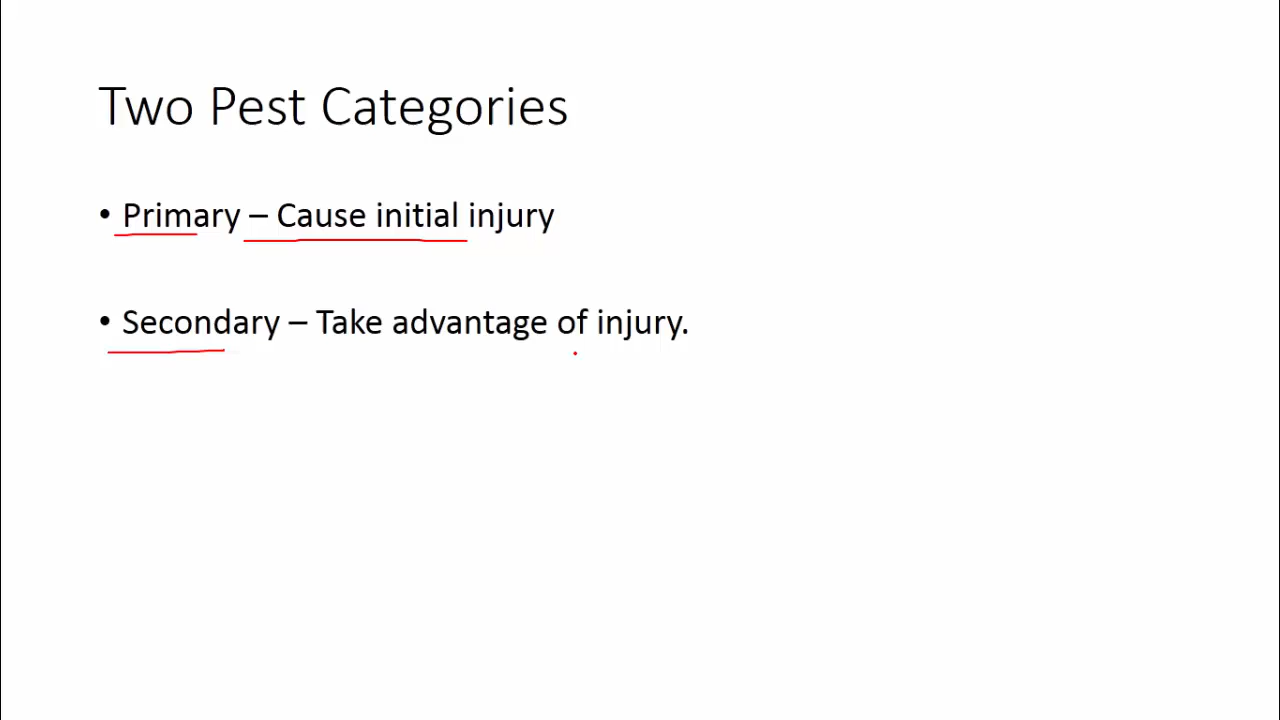 Two Pest Categories
• Primary – Cause initial injury
• Secondary – Take advantage of injury.